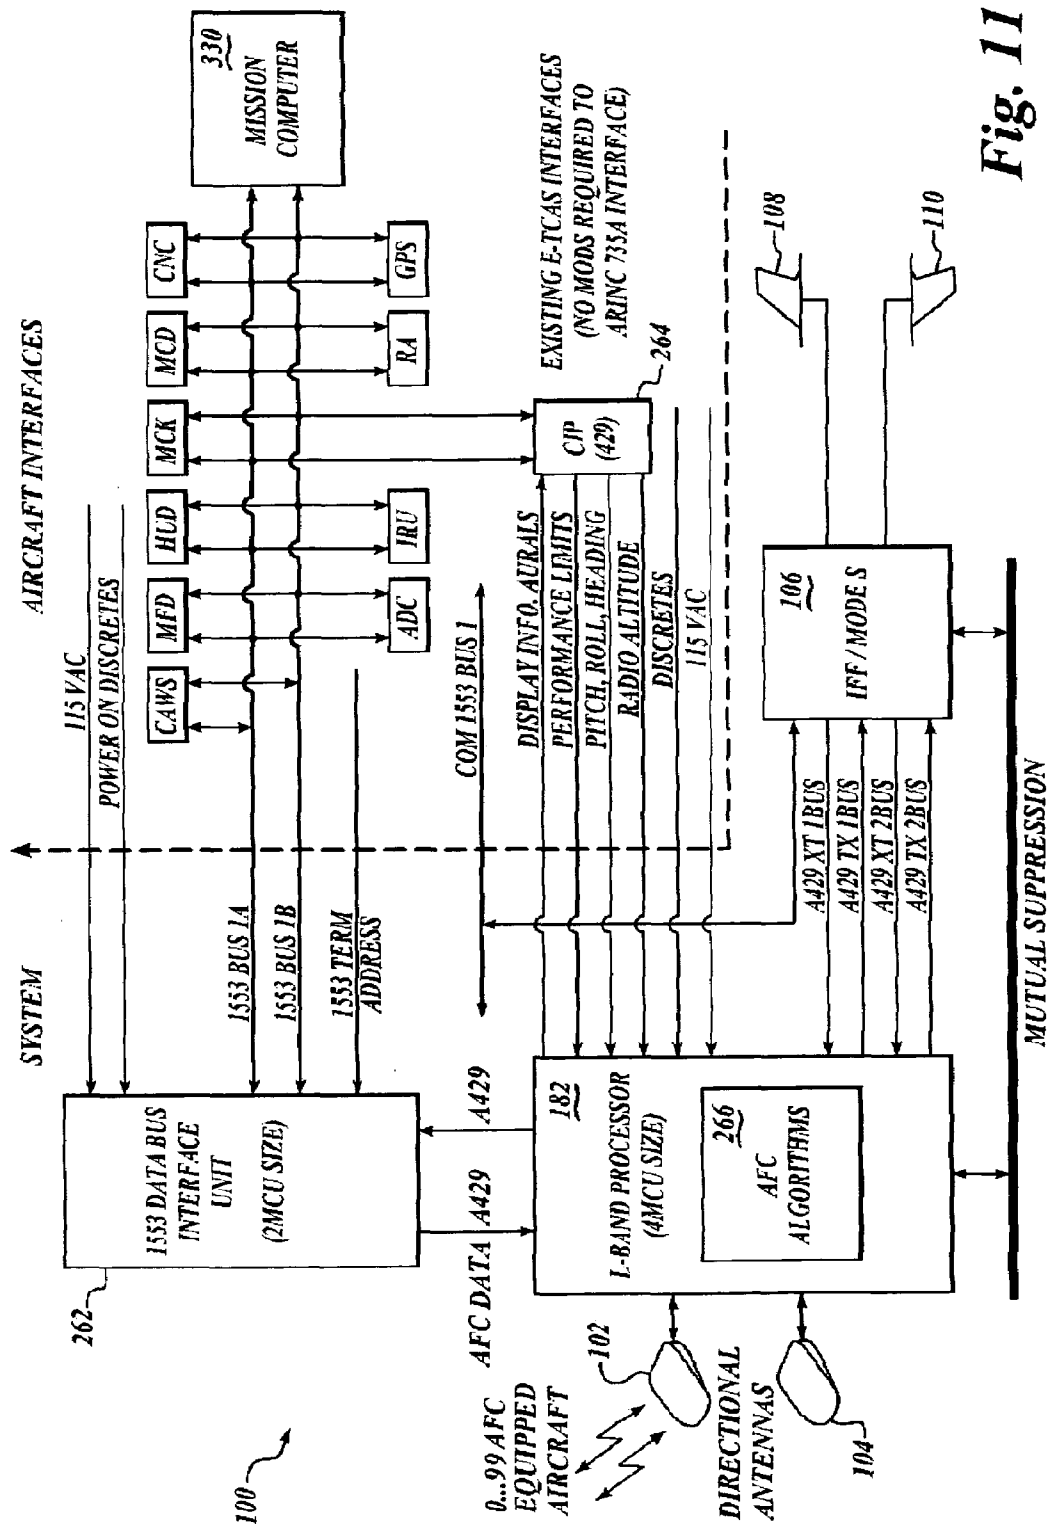 AIRCRAFT INTERFACES
SYSTEM
100
262
1553 DATA BUS
INTERFACE
UNIT
(2MCU SIZE)
115 VAC
POWER ON DISCRETES
1553 BUS 1A
1553 BUS 1B
1553 TERM
ADDRESS
CAWS
MFD
HUD
MCK
MCD
CNC
ADC
IRU
RA
GPS
330
MISSION
COMPUTER
AFC DATA A429
A429
COM 1553 BUS 1
0...99 AFC
EQUIPPED
AIRCRAFT
102
DIRECTIONAL
ANTENNAS
104
182
L-BAND PROCESSOR
(4MCU SIZE)
266
AFC
ALGORITHMS
DISPLAY INFO. AURALS
PERFORMANCE LIMITS
PITCH, ROLL, HEADING
RADIO ALTITUDE
DISCRETES
115 VAC
CIP
(429)
264
EXISTING E-TCAS INTERFACES
(NO MODS REQUIRED TO
ARINC 735A INTERFACE)
A429 XT 1BUS
A429 TX 1BUS
A429 XT 2BUS
A429 TX 2BUS
106
IFF / MODE S
108
110
MUTUAL SUPPRESSION
Fig. 11